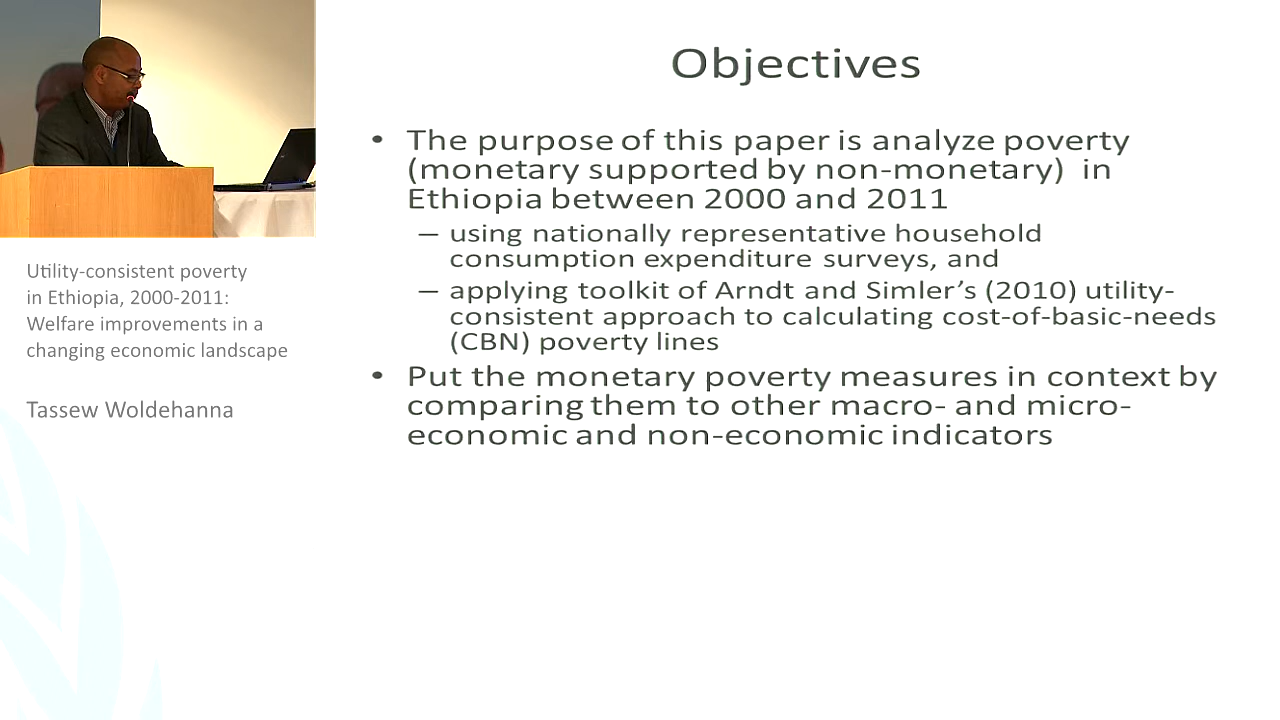 Objectives
• The purpose of this paper is analyze poverty
(monetary supported by non-monetary) in
Ethiopia between 2000 and 2011
– using nationally representative household
consumption expenditure surveys, and
– applying toolkit of Arndt and Simler’s (2010) utility-
consistent approach to calculating cost-of-basic-needs
(CBN) poverty lines
• Put the monetary poverty measures in context by
comparing them to other macro- and micro-
economic and non-economic indicators
Utility-consistent poverty
in Ethiopia, 2000-2011:
Welfare improvements in a
changing economic landscape
Tassew Woldehanna